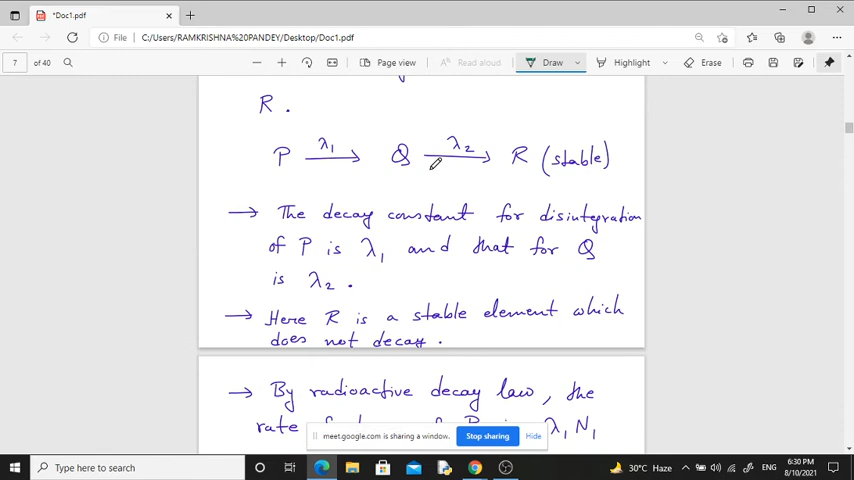 *Doc1.pdf
File
C:/Users/RAMKRISHNA%20PANDEY/Desktop/Doc1.pdf
7
of 40
Page view
Read aloud
Draw
Highlight
Erase
R .
P λ1 → Q λ2 → R (stable)
→ The decay constant for disintegration
of P is λ1 and that for Q
is λ2 .
→ Here R is a stable element which
does not decay .
→ By radioactive decay law , the
rate λ1 N1
meet.google.com is sharing a window.
Stop sharing
Hide
Type here to search
30°C Haze
ENG
6:30 PM
8/10/2021